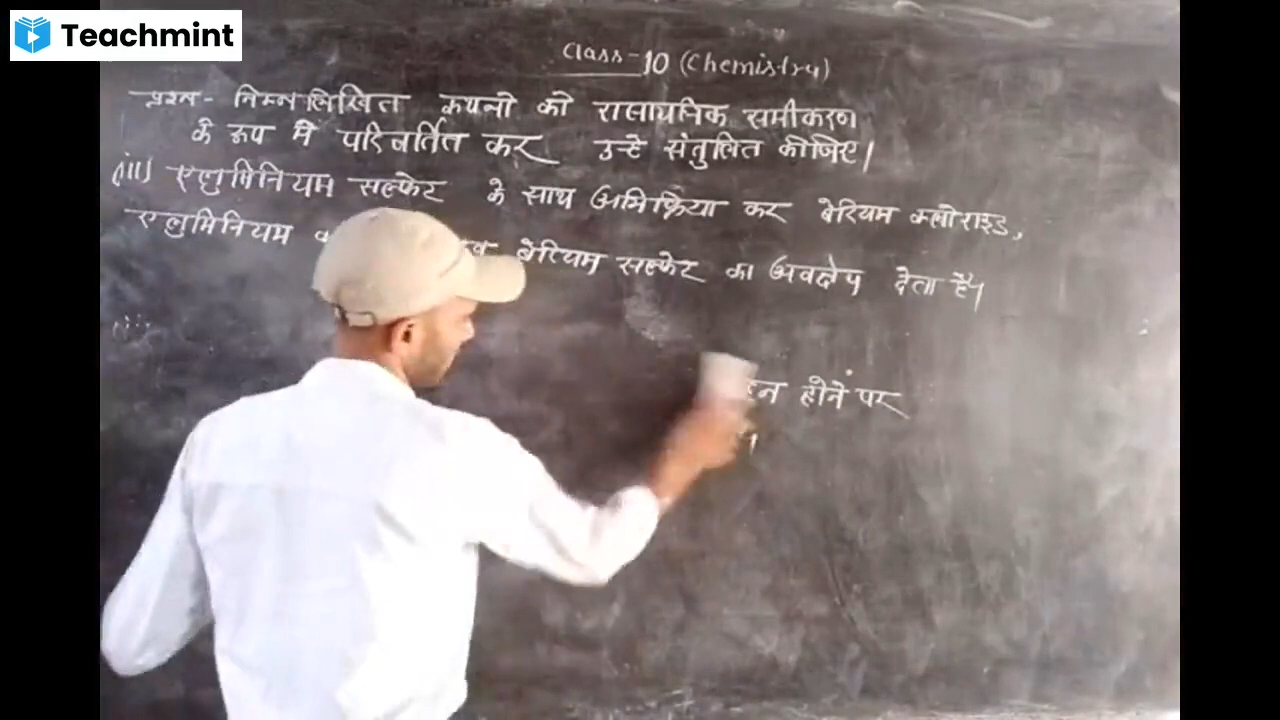 Teachmint
Class-10 (Chemistry)
प्रश्न- निम्नलिखित कथनो को रासायनिक समीकरण
के रूप में परिवर्तित कर उन्हे संतुलित कीजिए।
(iii) एलुमिनियम सल्फेट के साथ अभिक्रिया कर बेरियम क्लोराइड,
एलुमिनियम बेरियम सल्फेट का अवक्षेप देता है।
होनें पर